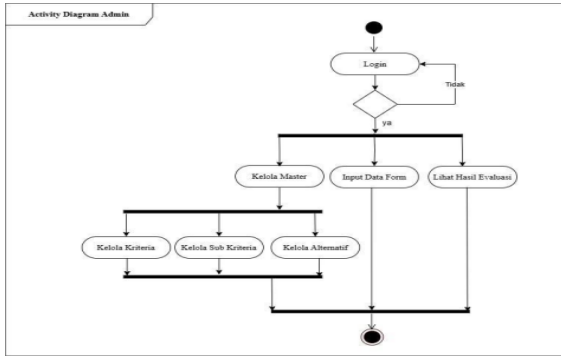 Activity Diagram Admin
Login
Tidak
ya
Kelola Master
Input Data Form
Lihat Hasil Evaluasi
Kelola Kriteria
Kelola Sub Kriteria
Kelola Alternatif